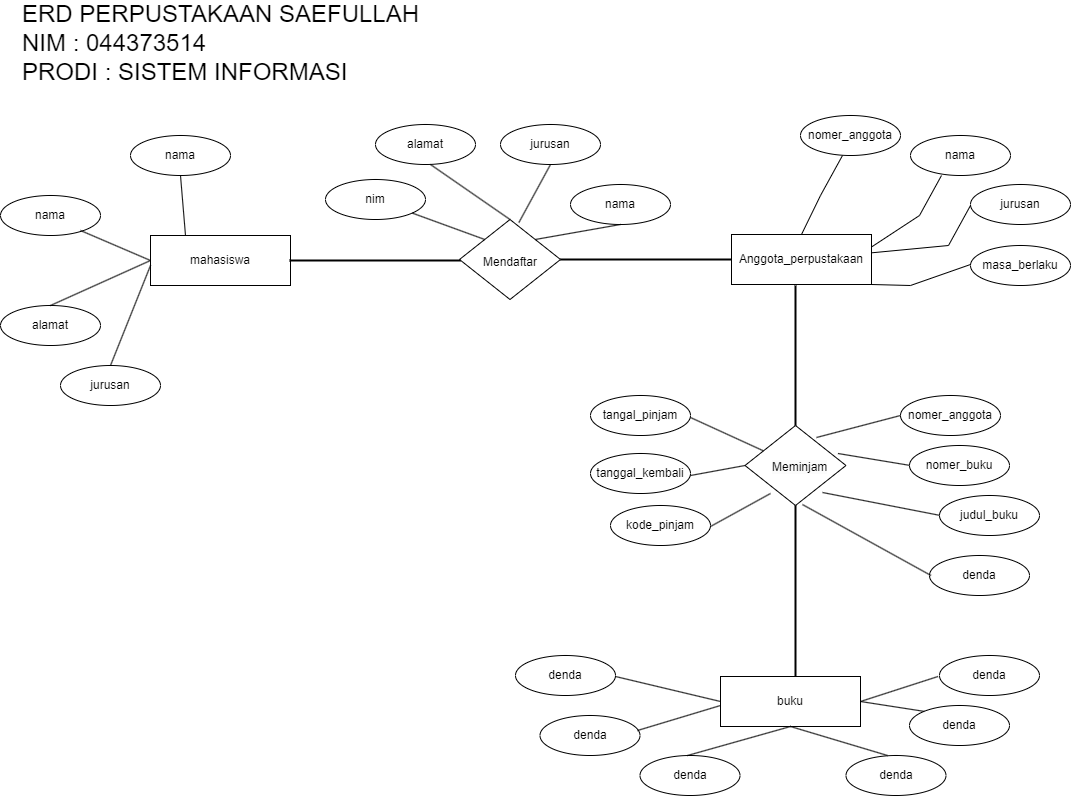 ERD PERPUSTAKAAN SAEFULLAH
NIM : 044373514
PRODI : SISTEM INFORMASI
nomer_anggota
alamat
jurusan
nama
nama
nim
nama
jurusan
nama
mahasiswa
Mendaftar
Anggota_perpustakaan
masa_berlaku
alamat
jurusan
tangal_pinjam
nomer_anggota
Meminjam
nomer_buku
tanggal_kembali
kode_pinjam
judul_buku
denda
denda
buku
denda
denda
denda
denda
denda